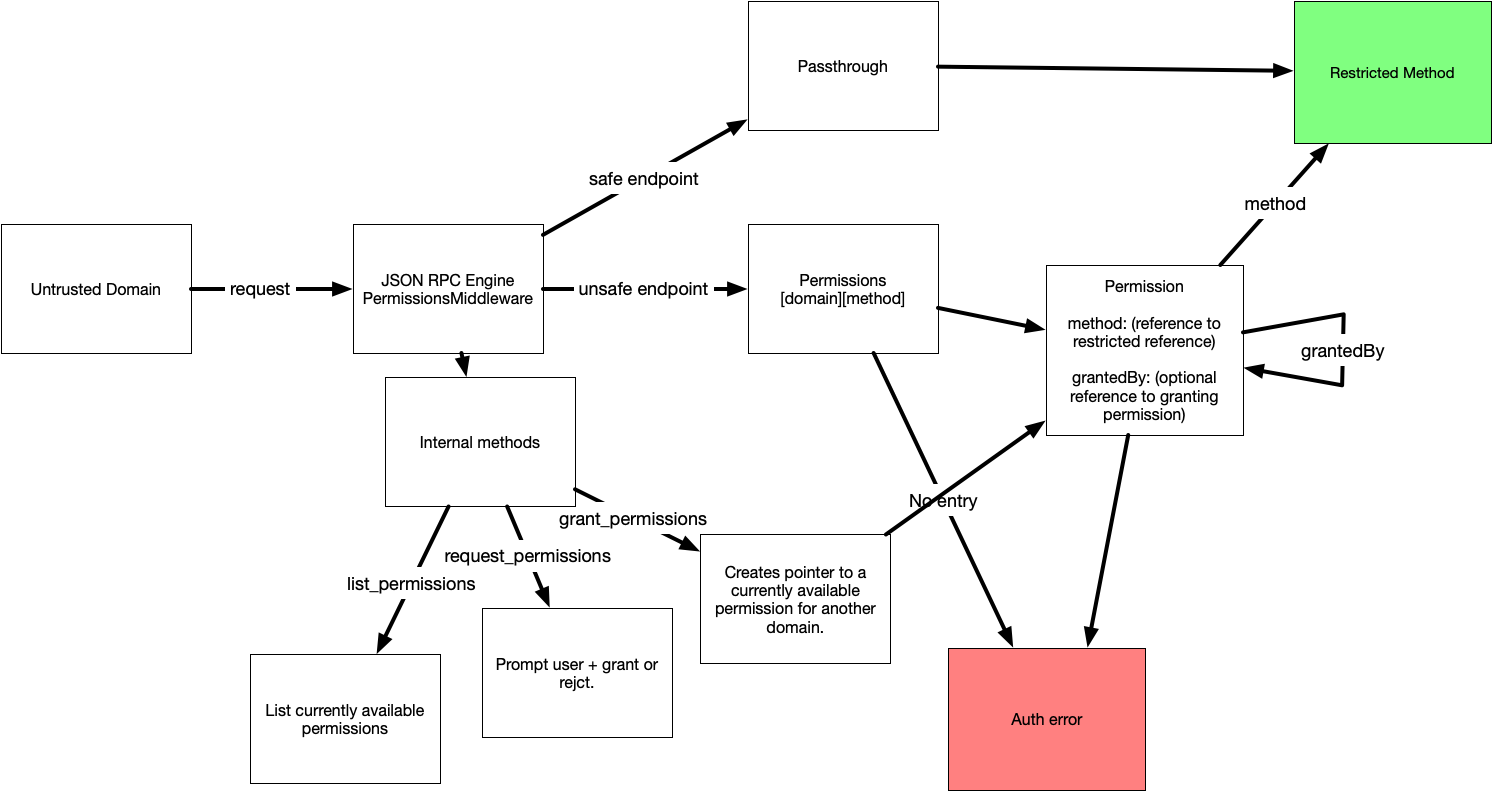 Passthrough
Restricted Method
safe endpoint
method
Untrusted Domain
request
JSON RPC Engine
PermissionsMiddleware
unsafe endpoint
Permissions
[domain][method]
Permission
method: (reference to
restricted reference)
grantedBy: (optional
reference to granting
permission)
grantedBy
Internal methods
No entry
grant_permissions
request_permissions
list_permissions
Creates pointer to a
currently available
permission for another
domain.
Prompt user + grant or
rejct.
List currently available
permissions
Auth error